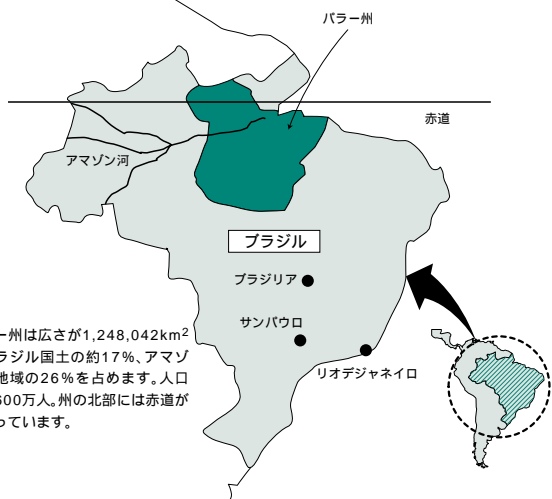 パラー州
赤道
アマゾン河
ブラジル
ブラジリア
サンパウロ
リオデジャネイロ
ー州は広さが1,248,042km2
ラジル国土の約17%、アマゾ
地域の26%を占めます。人口
600万人。州の北部には赤道が
っています。